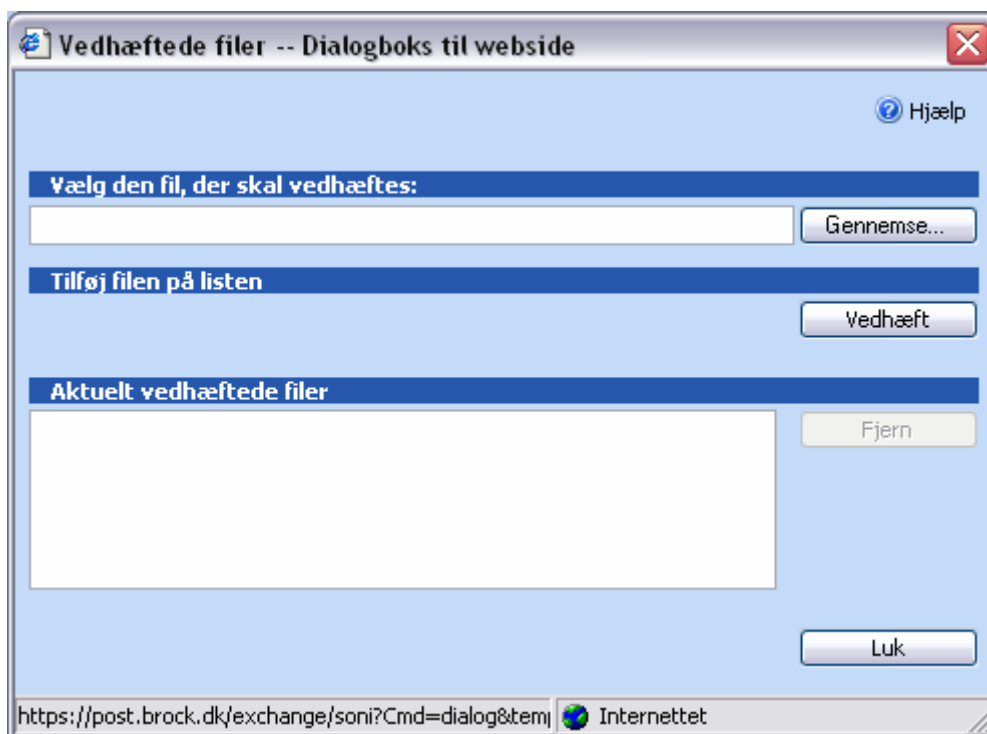 Vedhæftede filer -- Dialogboks til webside
Hjælp
Vælg den fil, der skal vedhæftes:
Gennemse...
Tilføj filen på listen
Vedhæft
Aktuelt vedhæftede filer
Fjern
Luk
https://post.brock.dk/exchange/soni?Cmd=dialog&tem
Internettet